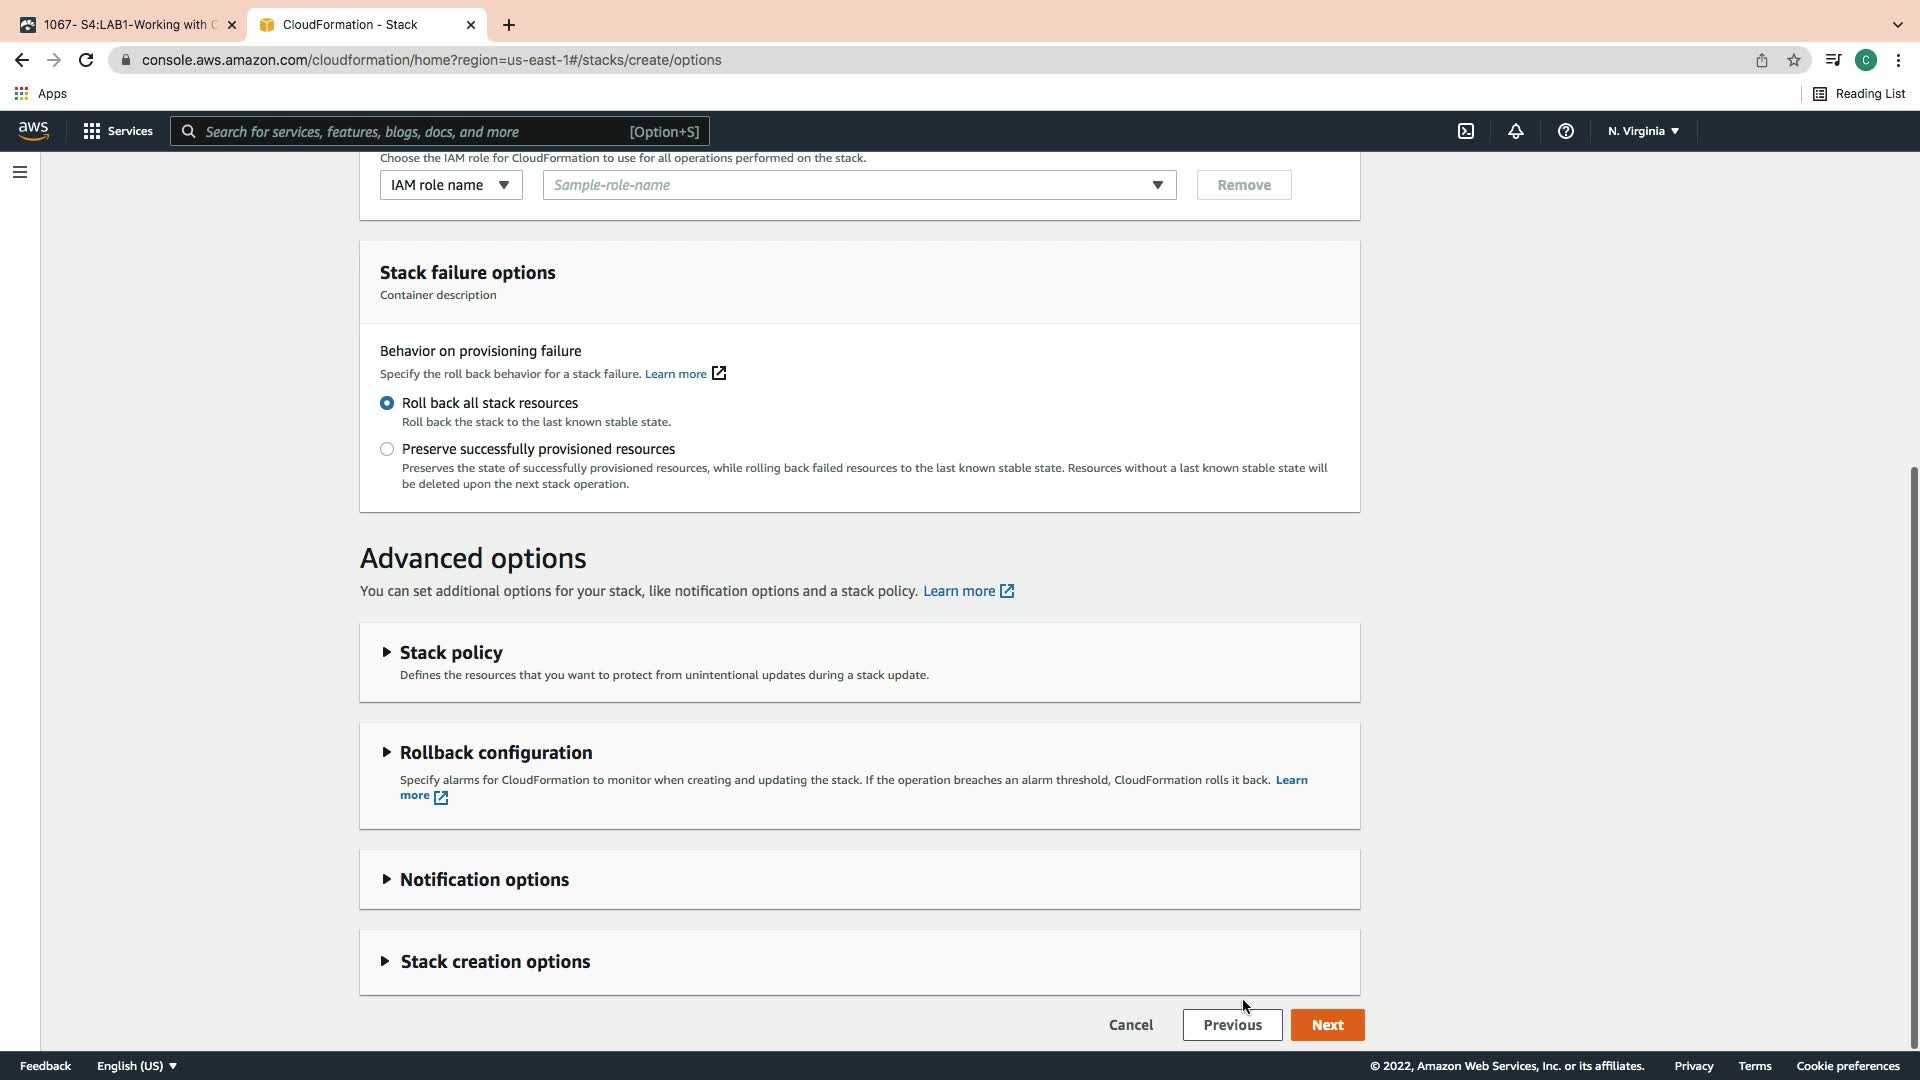 1067- S4:LAB1-Working with C
CloudFormation - Stack
console.aws.amazon.com/cloudformation/home?region=us-east-1#/stacks/create/options
C
Apps
Reading List
aws
Services
Search for services, features, blogs, docs, and more
[Option+S]
N. Virginia
Choose the IAM role for CloudFormation to use for all operations performed on the stack.
IAM role name
Sample-role-name
Remove
Stack failure options
Container description
Behavior on provisioning failure
Specify the roll back behavior for a stack failure. Learn more
Roll back all stack resources
Roll back the stack to the last known stable state.
Preserve successfully provisioned resources
Preserves the state of successfully provisioned resources, while rolling back failed resources to the last known stable state. Resources without a last known stable state will
be deleted upon the next stack operation.
Advanced options
You can set additional options for your stack, like notification options and a stack policy. Learn more
Stack policy
Defines the resources that you want to protect from unintentional updates during a stack update.
Rollback configuration
Specify alarms for CloudFormation to monitor when creating and updating the stack. If the operation breaches an alarm threshold, CloudFormation rolls it back. Learn
more
Notification options
Stack creation options
Cancel
Previous
Next
Feedback
English (US)
© 2022, Amazon Web Services, Inc. or its affiliates.
Privacy
Terms
Cookie preferences